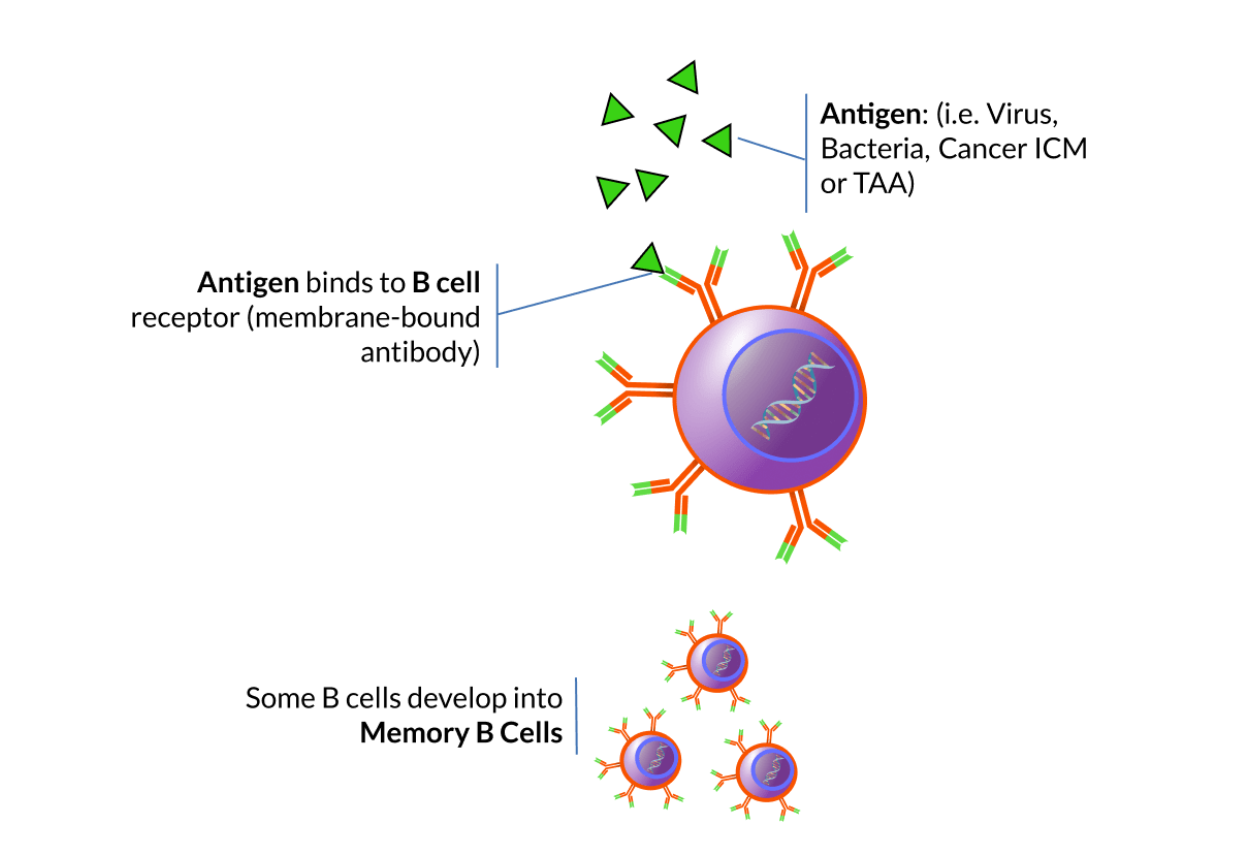 Antigen: (i.e. Virus,
Bacteria, Cancer ICM
or TAA)
Antigen binds to B cell
receptor (membrane-bound
antibody)
Some B cells develop into
Memory B Cells